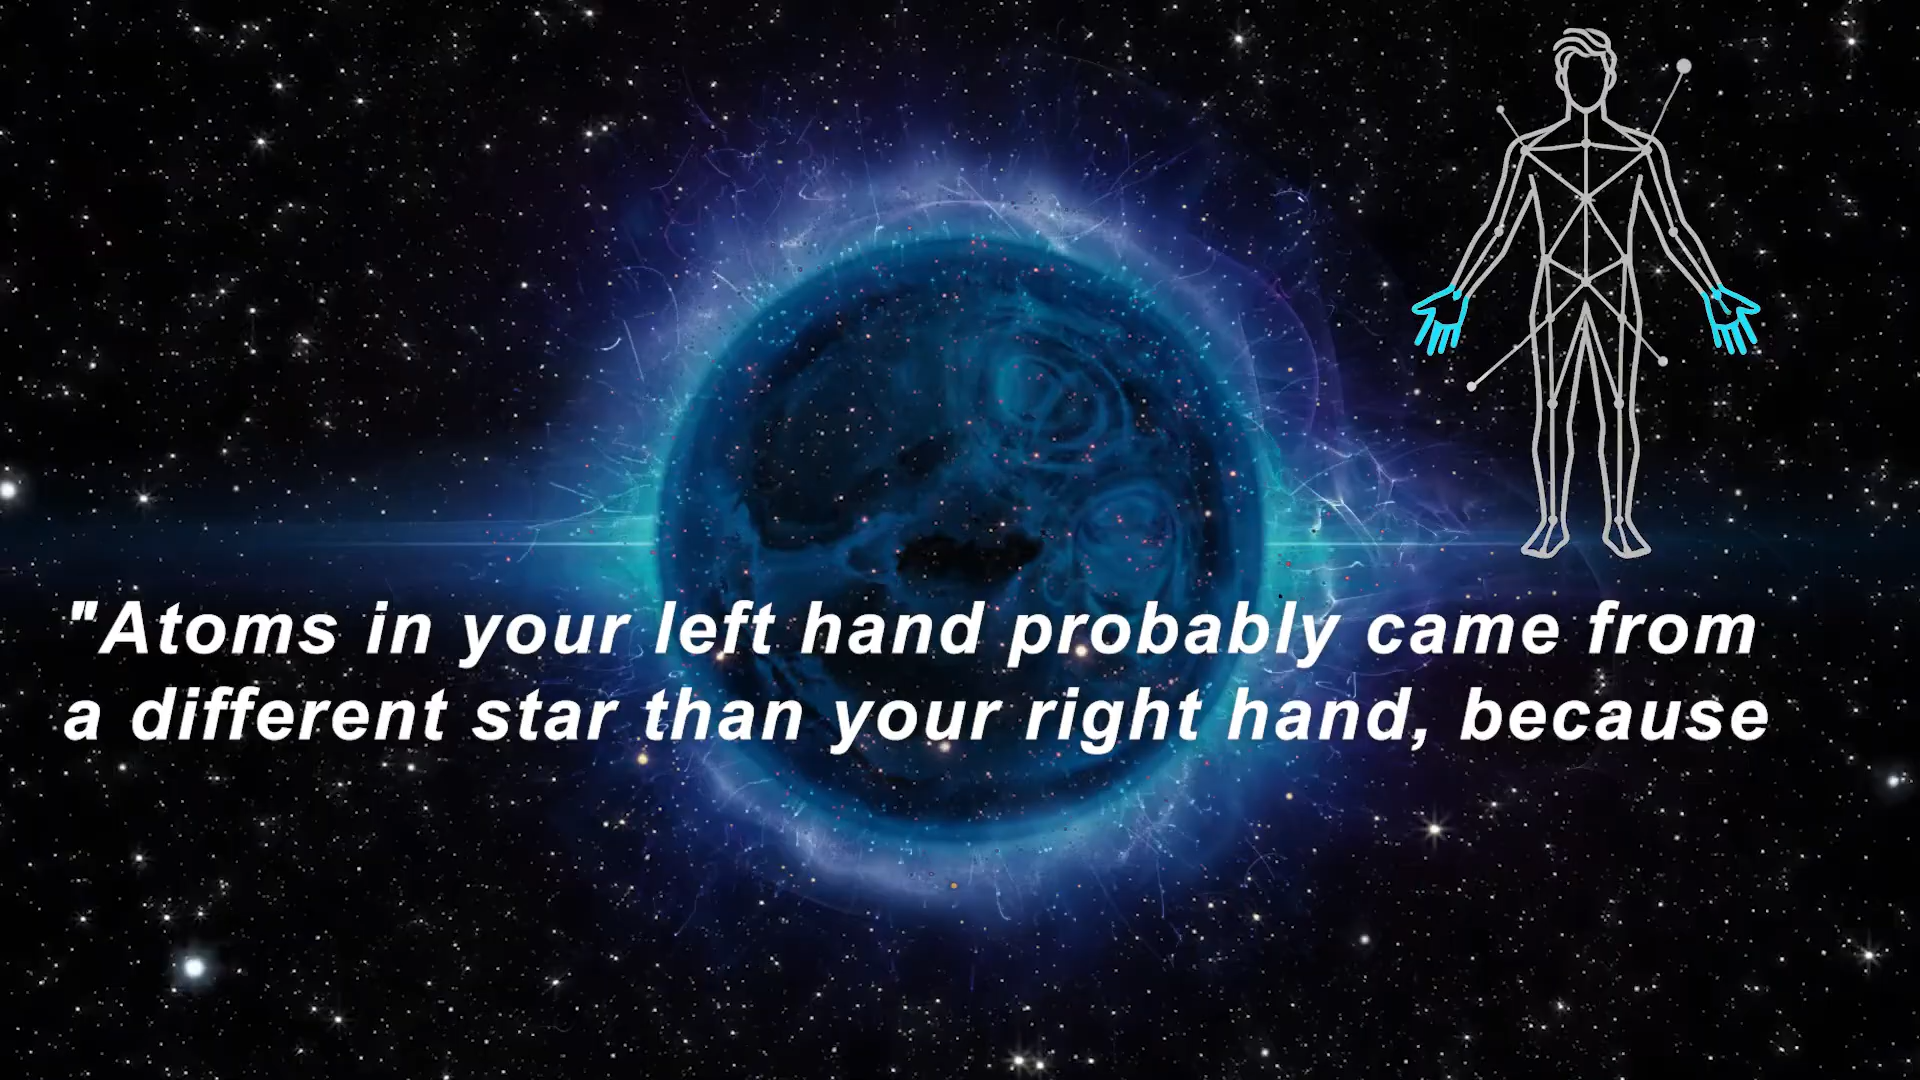 "Atoms in your left hand probably came from
a different star than your right hand, because